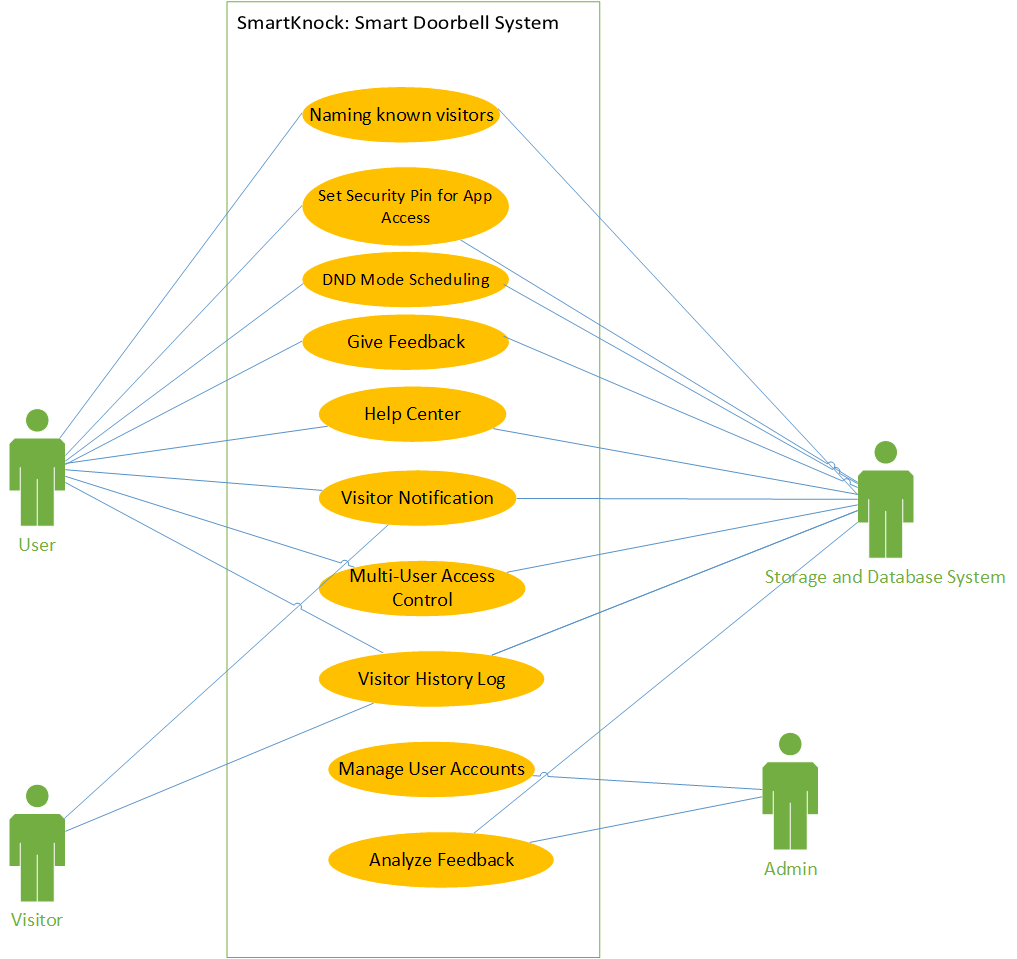 SmartKnock: Smart Doorbell System
Naming known visitors
Set Security Pin for App
Access
DND Mode Scheduling
Give Feedback
Help Center
Visitor Notification
User
Multi-User Access
Control
Storage and Database System
Visitor History Log
Manage User Accounts
Analyze Feedback
Admin
Visitor